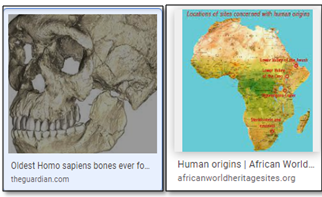 Oldest Homo sapiens bones ever fo...
theguardian.com
Locations of sites concerned with human origins
Human origins | African World...
africanworldheritagesites.org